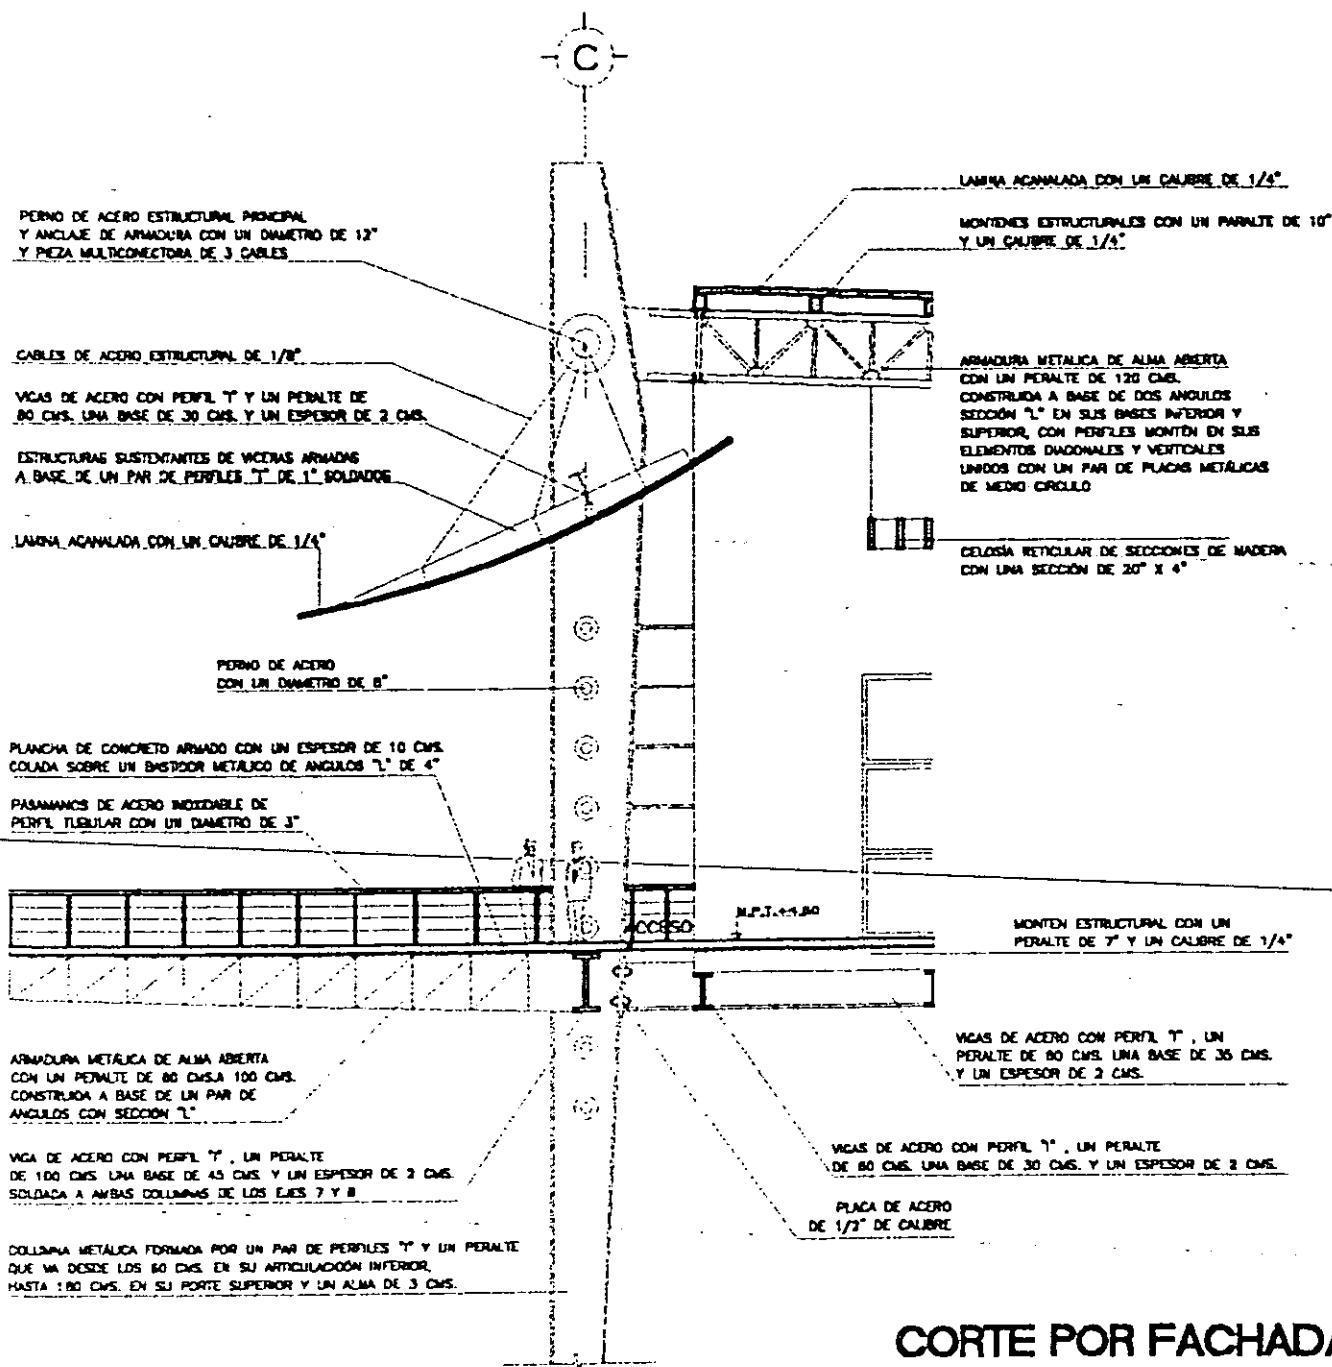 C
PERNO DE ACERO ESTRUCTURAL PRINCIPAL
Y ANCLAJE DE ARMADURA CON UN DIAMETRO DE 12"
Y PIEZA MULTICONECTORA DE 3 CABLES
CABLES DE ACERO ESTRUCTURAL DE 1/8"
VIGAS DE ACERO CON PERFIL "I" Y UN PERALTE DE
80 CMS. UNA BASE DE 30 CMS. Y UN ESPESOR DE 2 CMS.
ESTRUCTURAS SUSTENTANTES DE VICERAS ARMADAS
A BASE DE UN PAR DE PERFILES "I" DE 1" SOLDADOS
LAMINA ACANALADA CON UN CALIBRE DE 1/4"
PERNO DE ACERO
CON UN DIAMETRO DE 8"
PLANCHA DE CONCRETO ARMADO CON UN ESPESOR DE 10 CMS.
COLADA SOBRE UN BASTIDOR METALICO DE ANGULOS "L" DE 4"
PASAMANOS DE ACERO INOXIDABLE DE
PERFIL TUBULAR CON UN DIAMETRO DE 3"
ARMADURA METÁLICA DE ALMA ABIERTA
CON UN PERALTE DE 80 CMS.A 100 CMS.
CONSTRUIDA A BASE DE UN PAR DE
ANGULOS CON SECCIÓN "L"
VIGA DE ACERO CON PERFIL "I", UN PERALTE
DE 100 CMS. UNA BASE DE 45 CMS. Y UN ESPESOR DE 2 CMS.
SOLDADA A AMBAS COLUMNAS DE LOS EJES 7 Y 8
COLUMNA METÁLICA FORMADA POR UN PAR DE PERFILES "I" Y UN PERALTE
QUE VA DESDE LOS 60 CMS. EN SU ARTICULACIÓN INFERIOR,
HASTA 180 CMS. EN SU PORTE SUPERIOR Y UN ALMA DE 3 CMS.
LAMINA ACANALADA CON UN CALIBRE DE 1/4"
MONTENES ESTRUCTURALES CON UN PARALTE DE 10"
Y UN CALIBRE DE 1/4"
ARMADURA METALICA DE ALMA ABIERTA
CON UN PERALTE DE 120 CMS.
CONSTRUIDA A BASE DE DOS ANGULOS
SECCIÓN "L" EN SUS BASES INFERIOR Y
SUPERIOR, CON PERFILES MONTÉN EN SUS
ELEMENTOS DIAGONALES Y VERTICALES
UNIDOS CON UN PAR DE PLACAS METÁLICAS
DE MEDIO CIRCULO
CELOSÍA RETICULAR DE SECCIONES DE MADERA
CON UNA SECCIÓN DE 20" X 4"
ACCESO
N.P.T.+4.80
MONTEN ESTRUCTURAL CON UN
PERALTE DE 7" Y UN CALIBRE DE 1/4"
VIGAS DE ACERO CON PERFIL "I", UN
PERALTE DE 80 CMS. UNA BASE DE 35 CMS.
Y UN ESPESOR DE 2 CMS.
VIGAS DE ACERO CON PERFIL "I", UN PERALTE
DE 60 CMS. UNA BASE DE 30 CMS. Y UN ESPESOR DE 2 CMS.
PLACA DE ACERO
DE 1/2" DE CALIBRE
CORTE POR FACHADA